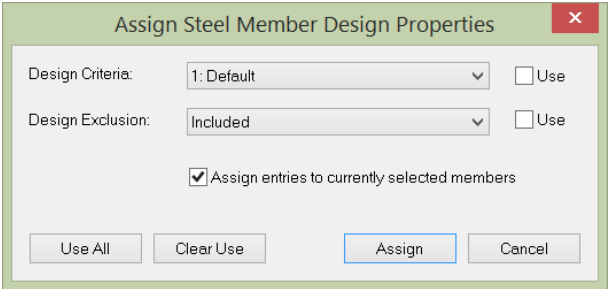 Assign Steel Member Design Properties
Design Criteria: 1: Default Use
Design Exclusion: Included Use
Assign entries to currently selected members
Use All Clear Use Assign Cancel